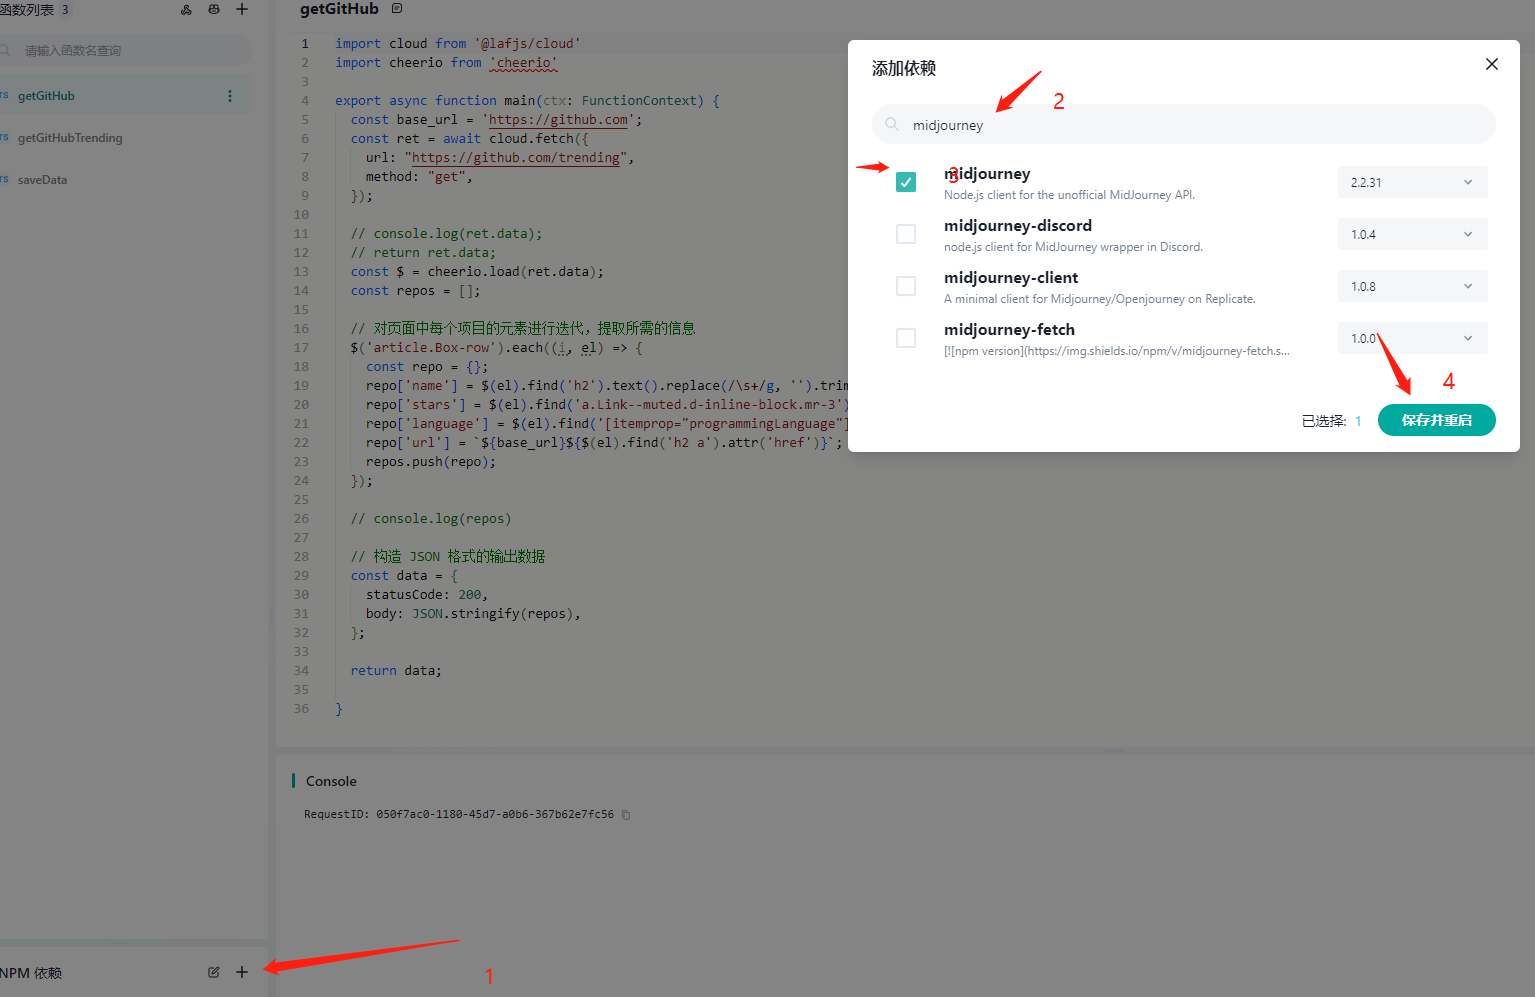 函数列表 3
请输入函数名查询
TS getGitHub
TS getGitHubTrending
TS saveData
NPM 依赖
1
getGitHub
1 import cloud from '@lafjs/cloud'
2 import cheerio from 'cheerio'
3
4 export async function main(ctx: FunctionContext) {
5 const base_url = 'https://github.com';
6 const ret = await cloud.fetch({
7 url: "https://github.com/trending",
8 method: "get",
9 });
10
11 // console.log(ret.data);
12 // return ret.data;
13 const $ = cheerio.load(ret.data);
14 const repos = [];
15
16 // 对页面中每个项目的元素进行迭代，提取所需的信息
17 $('article.Box-row').each((i, el) => {
18 const repo = {};
19 repo['name'] = $(el).find('h2').text().replace(/\s+/g, '').trim
20 repo['stars'] = $(el).find('a.Link--muted.d-inline-block.mr-3')
21 repo['language'] = $(el).find('[itemprop="programmingLanguage"]
22 repo['url'] = `${base_url}${$(el).find('h2 a').attr('href')}`;
23 repos.push(repo);
24 });
25
26 // console.log(repos)
27
28 // 构造 JSON 格式的输出数据
29 const data = {
30 statusCode: 200,
31 body: JSON.stringify(repos),
32 };
33
34 return data;
35
36 }
Console
RequestID: 050f7ac0-1180-45d7-a0b6-367b62e7fc56
添加依赖
2
midjourney
3
midjourney
2.2.31
Node.js client for the unofficial MidJourney API.
midjourney-discord
1.0.4
node.js client for MidJourney wrapper in Discord.
midjourney-client
1.0.8
A minimal client for Midjourney/Openjourney on Replicate.
midjourney-fetch
1.0.0
[![npm version](https://img.shields.io/npm/v/midjourney-fetch.s...
4
已选择: 1
保存并重启